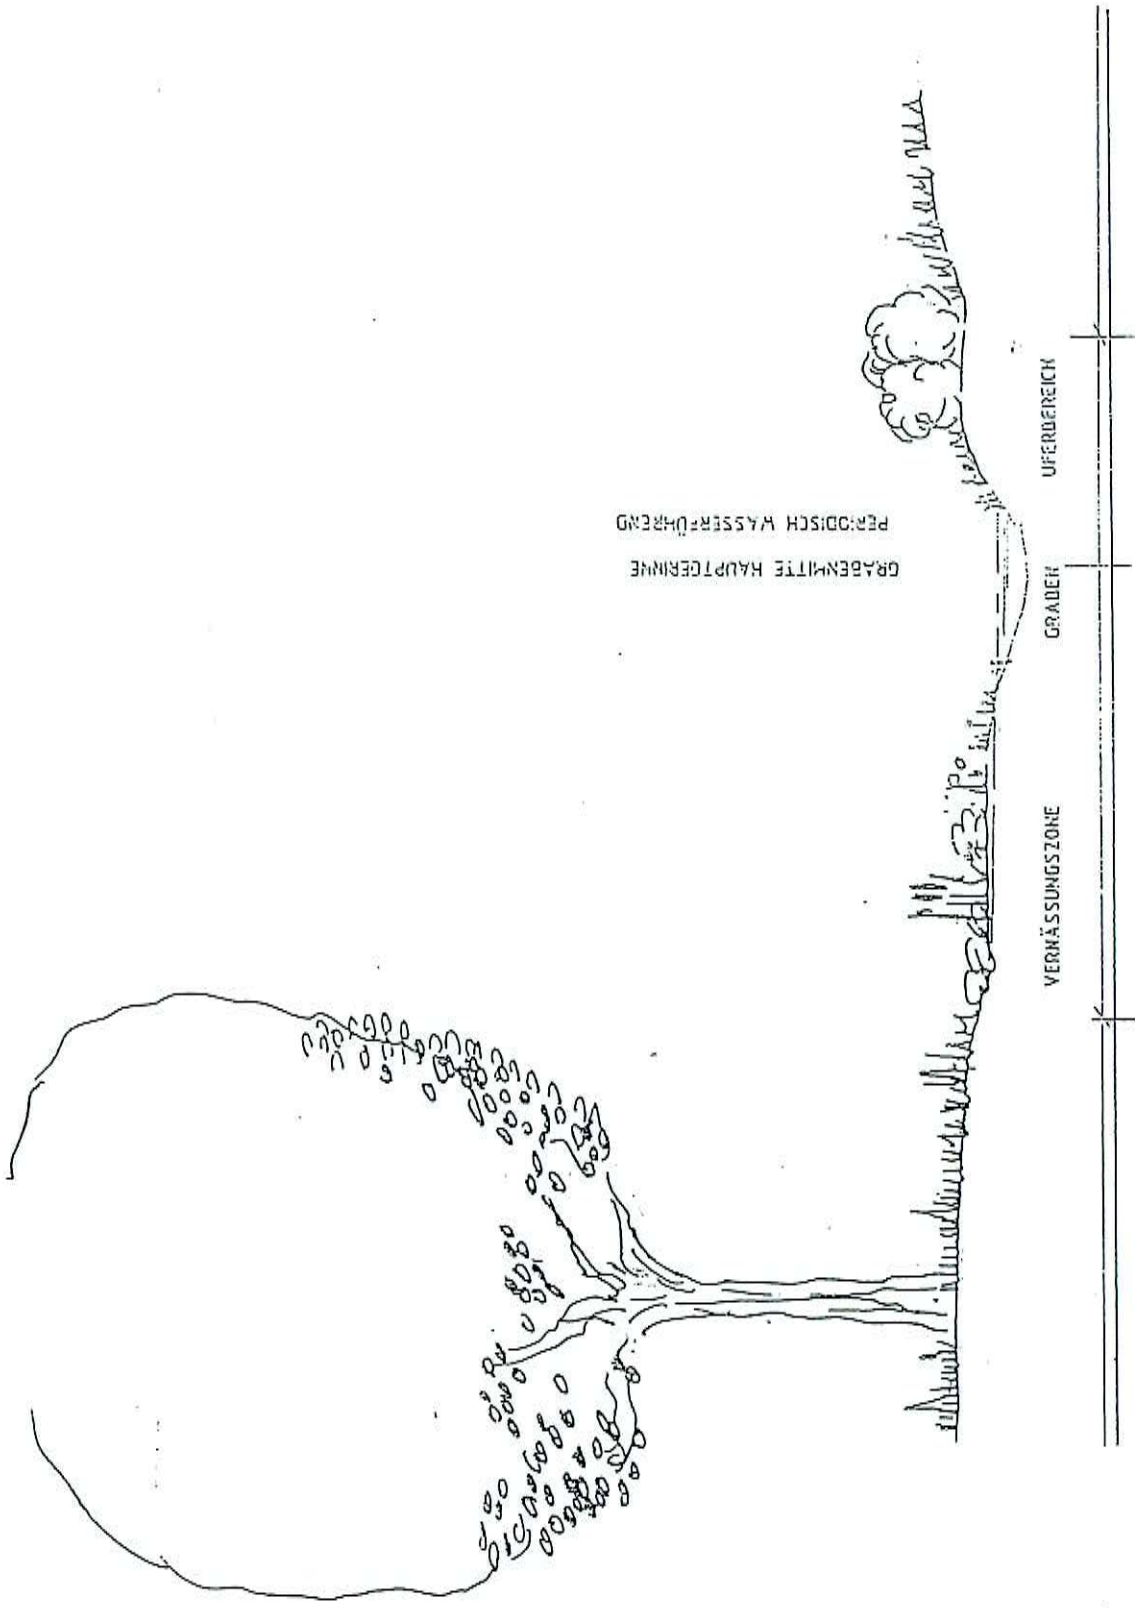 GRABENMITTE HAUPTGERINNE
PERIODISCH WASSERFÜHREND
VERNÄSSUNGSZONE
GRABEN
UFERBEREICH